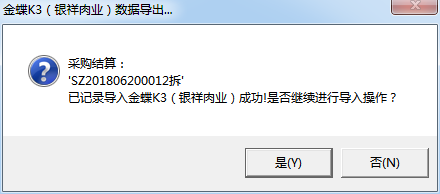 金蝶K3（银祥肉业）数据导出...
采购结算：
'SZ201806200012拆'
已记录导入金蝶K3（银祥肉业）成功!是否继续进行导入操作？
是(Y)
否(N)